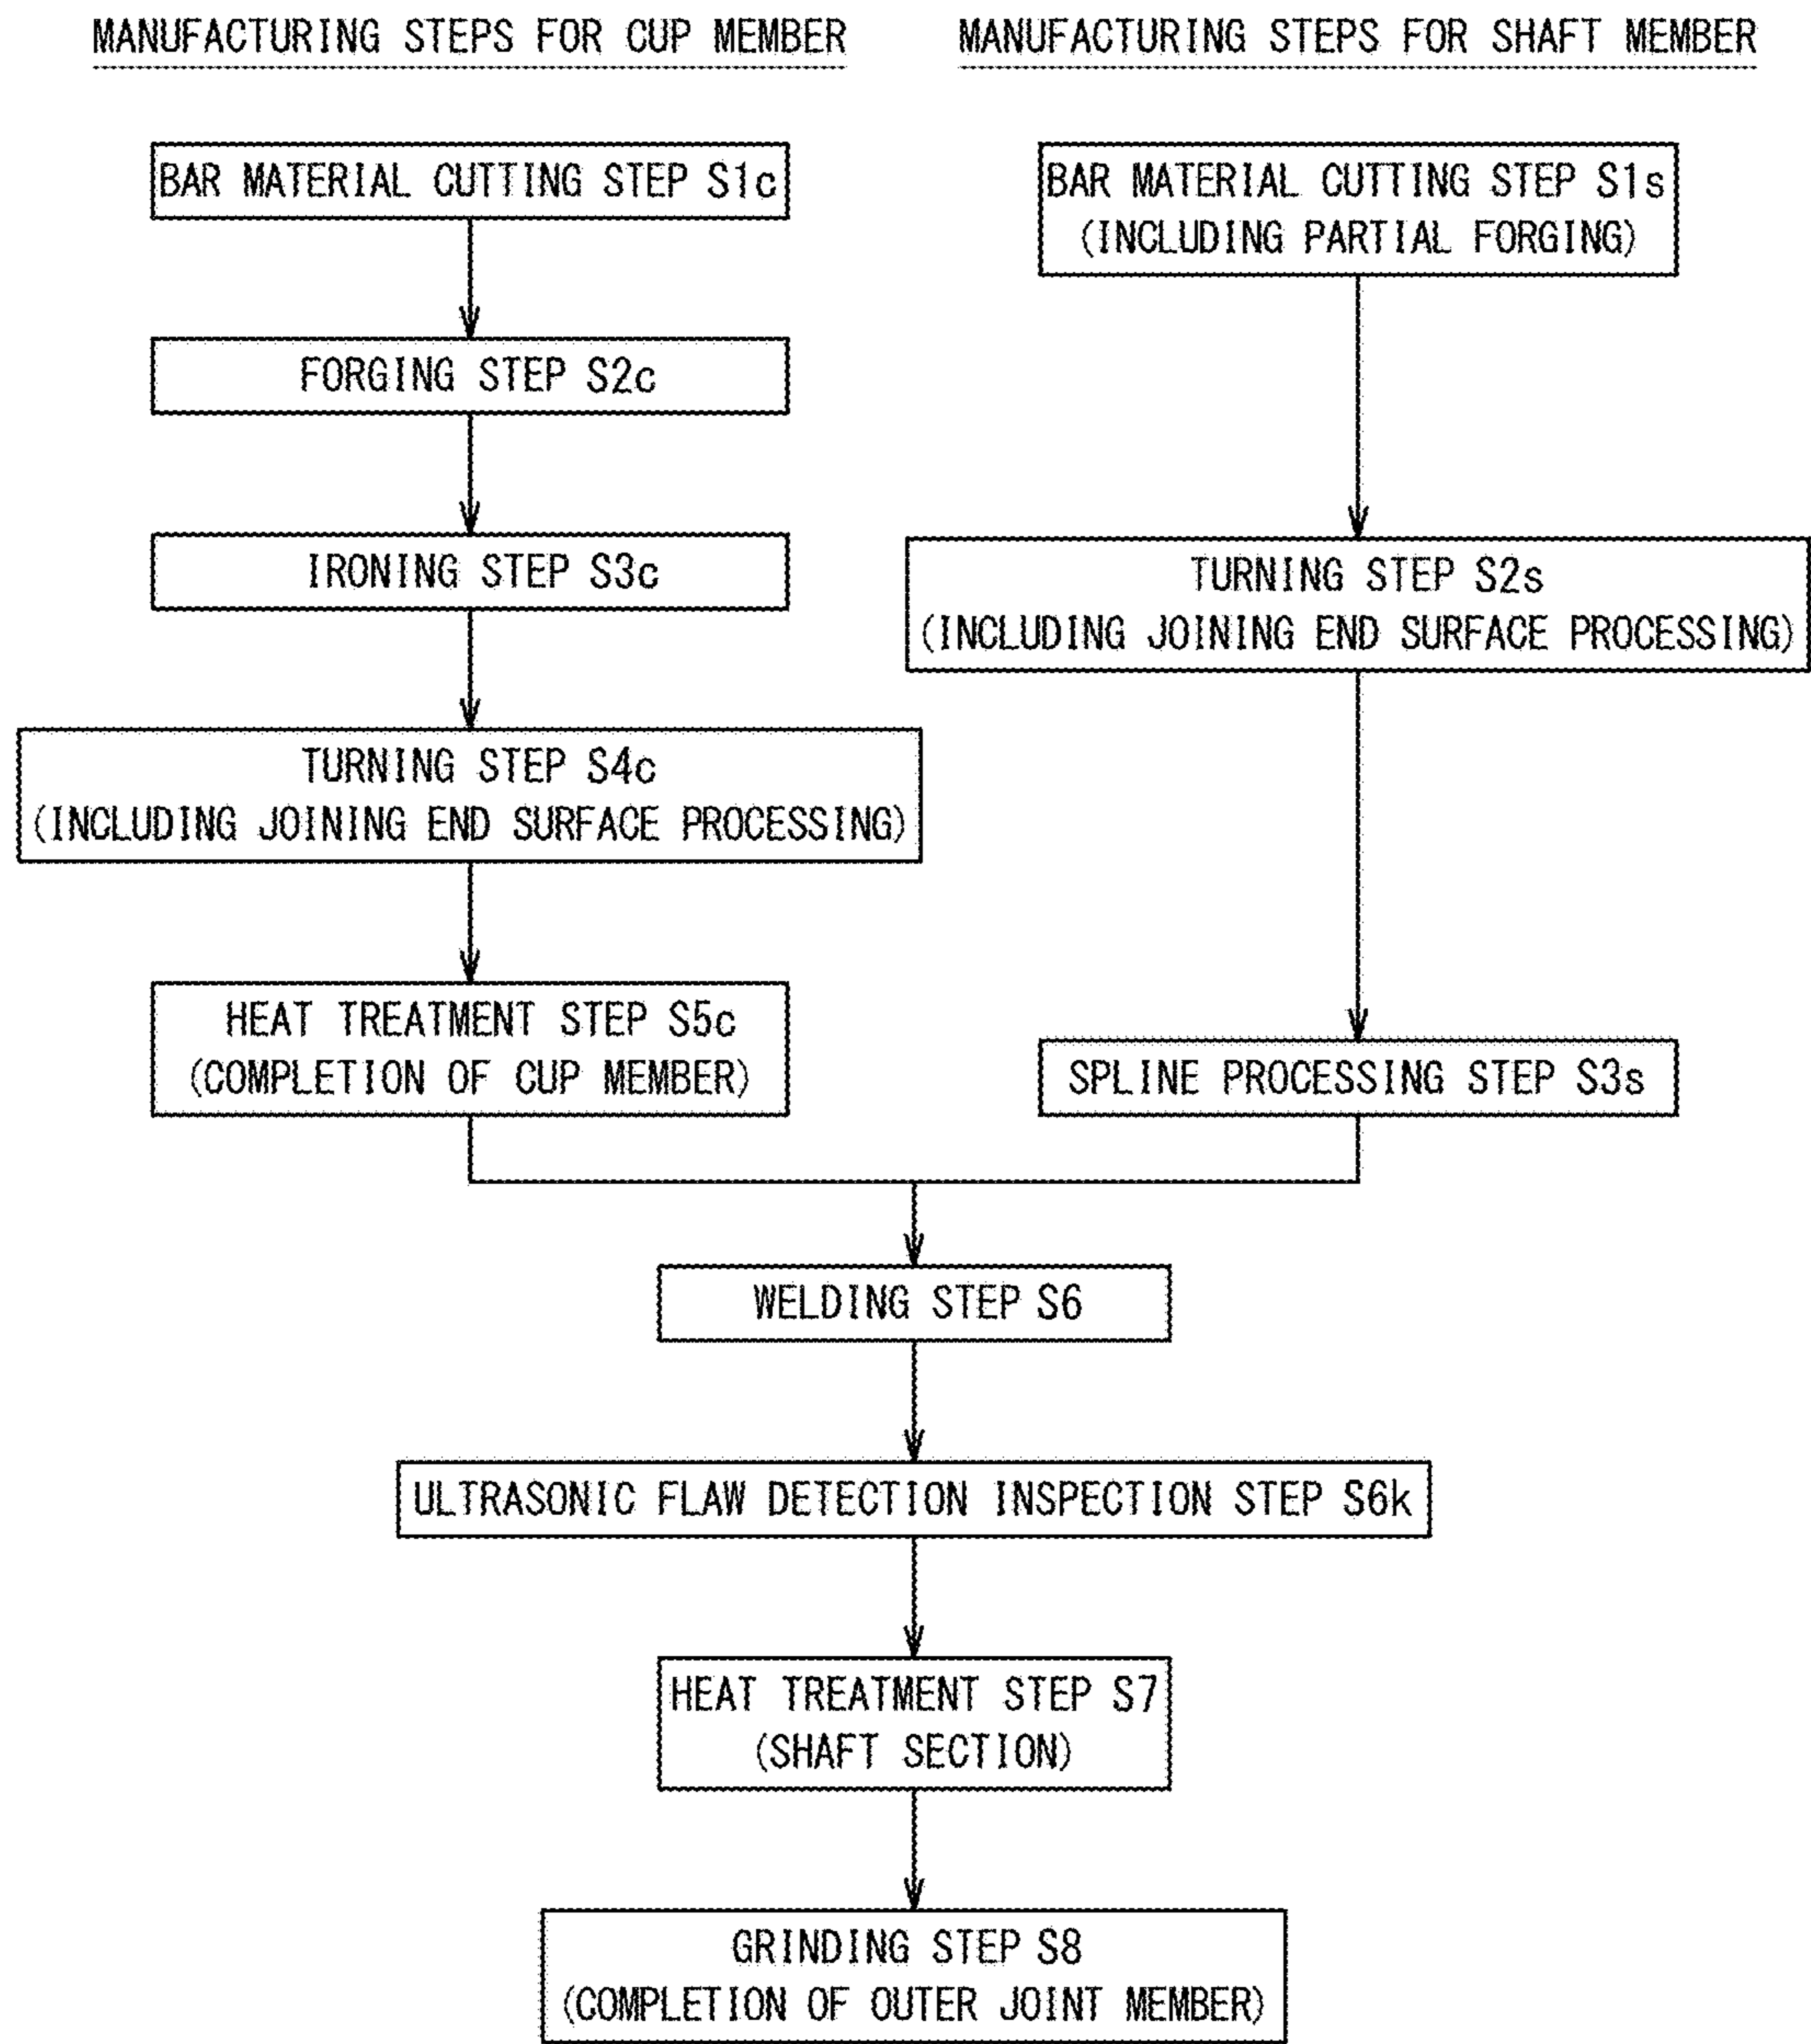 MANUFACTURING STEPS FOR CUP MEMBER
BAR MATERIAL CUTTING STEP S1c
FORGING STEP S2c
IRONING STEP S3c
TURNING STEP S4c
(INCLUDING JOINING END SURFACE PROCESSING)
HEAT TREATMENT STEP S5c
(COMPLETION OF CUP MEMBER)
MANUFACTURING STEPS FOR SHAFT MEMBER
BAR MATERIAL CUTTING STEP S1s
(INCLUDING PARTIAL FORGING)
TURNING STEP S2s
(INCLUDING JOINING END SURFACE PROCESSING)
SPLINE PROCESSING STEP S3s
WELDING STEP S6
ULTRASONIC FLAW DETECTION INSPECTION STEP S6k
HEAT TREATMENT STEP S7
(SHAFT SECTION)
GRINDING STEP S8
(COMPLETION OF OUTER JOINT MEMBER)